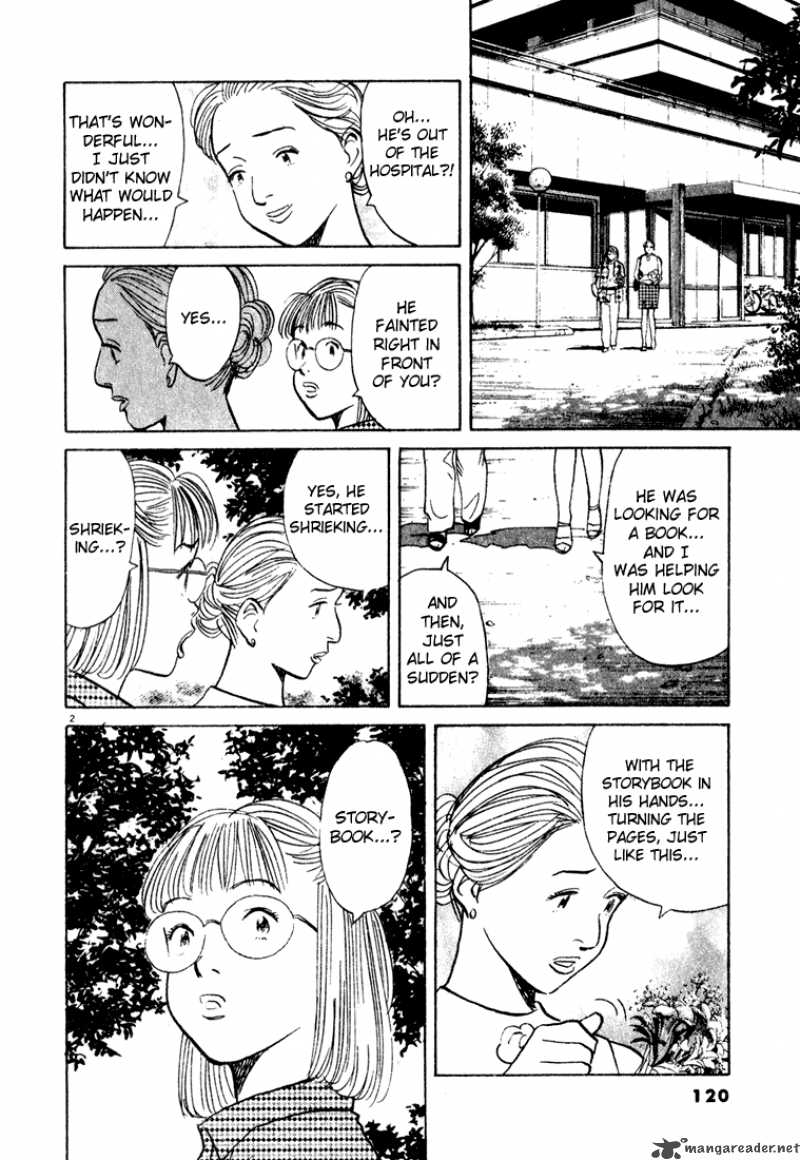 OH...
HE'S OUT
OF THE
HOSPITAL?!
THAT'S WON-
DERFUL...
I JUST
DIDN'T KNOW
WHAT WOULD
HAPPEN...
HE
FAINTED
RIGHT IN
FRONT
OF YOU?
YES...
HE WAS
LOOKING FOR
A BOOK...
AND I
WAS HELPING
HIM LOOK
FOR IT...
AND
THEN,
JUST
ALL OF A
SUDDEN?
YES, HE
STARTED
SHRIEKING...
SHRIEK-
ING...?
2
WITH THE
STORYBOOK IN
HIS HANDS...
TURNING THE
PAGES, JUST
LIKE THIS...
STORY-
BOOK...?
120
mangareader.net